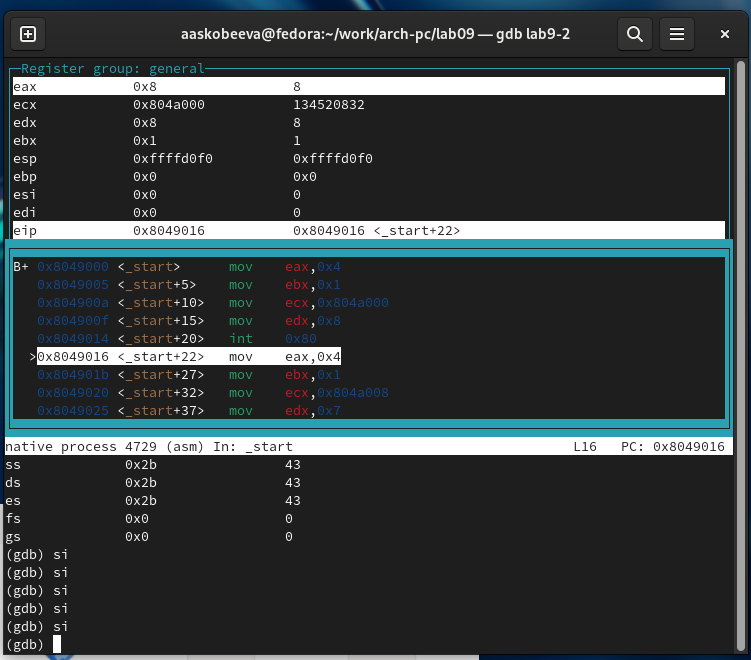 aaskobeeva@fedora:~/work/arch-pc/lab09 — gdb lab9-2
Register group: general
eax 0x8 8
ecx 0x804a000 134520832
edx 0x8 8
ebx 0x1 1
esp 0xffffd0f0 0xffffd0f0
ebp 0x0 0x0
esi 0x0 0
edi 0x0 0
eip 0x8049016 0x8049016 <_start+22>
B+ 0x8049000 <_start> mov eax,0x4
0x8049005 <_start+5> mov ebx,0x1
0x804900a <_start+10> mov ecx,0x804a000
0x804900f <_start+15> mov edx,0x8
0x8049014 <_start+20> int 0x80
>0x8049016 <_start+22> mov eax,0x4
0x804901b <_start+27> mov ebx,0x1
0x8049020 <_start+32> mov ecx,0x804a008
0x8049025 <_start+37> mov edx,0x7
native process 4729 (asm) In: _start L16 PC: 0x8049016
ss 0x2b 43
ds 0x2b 43
es 0x2b 43
fs 0x0 0
gs 0x0 0
(gdb) si
(gdb) si
(gdb) si
(gdb) si
(gdb) si
(gdb)